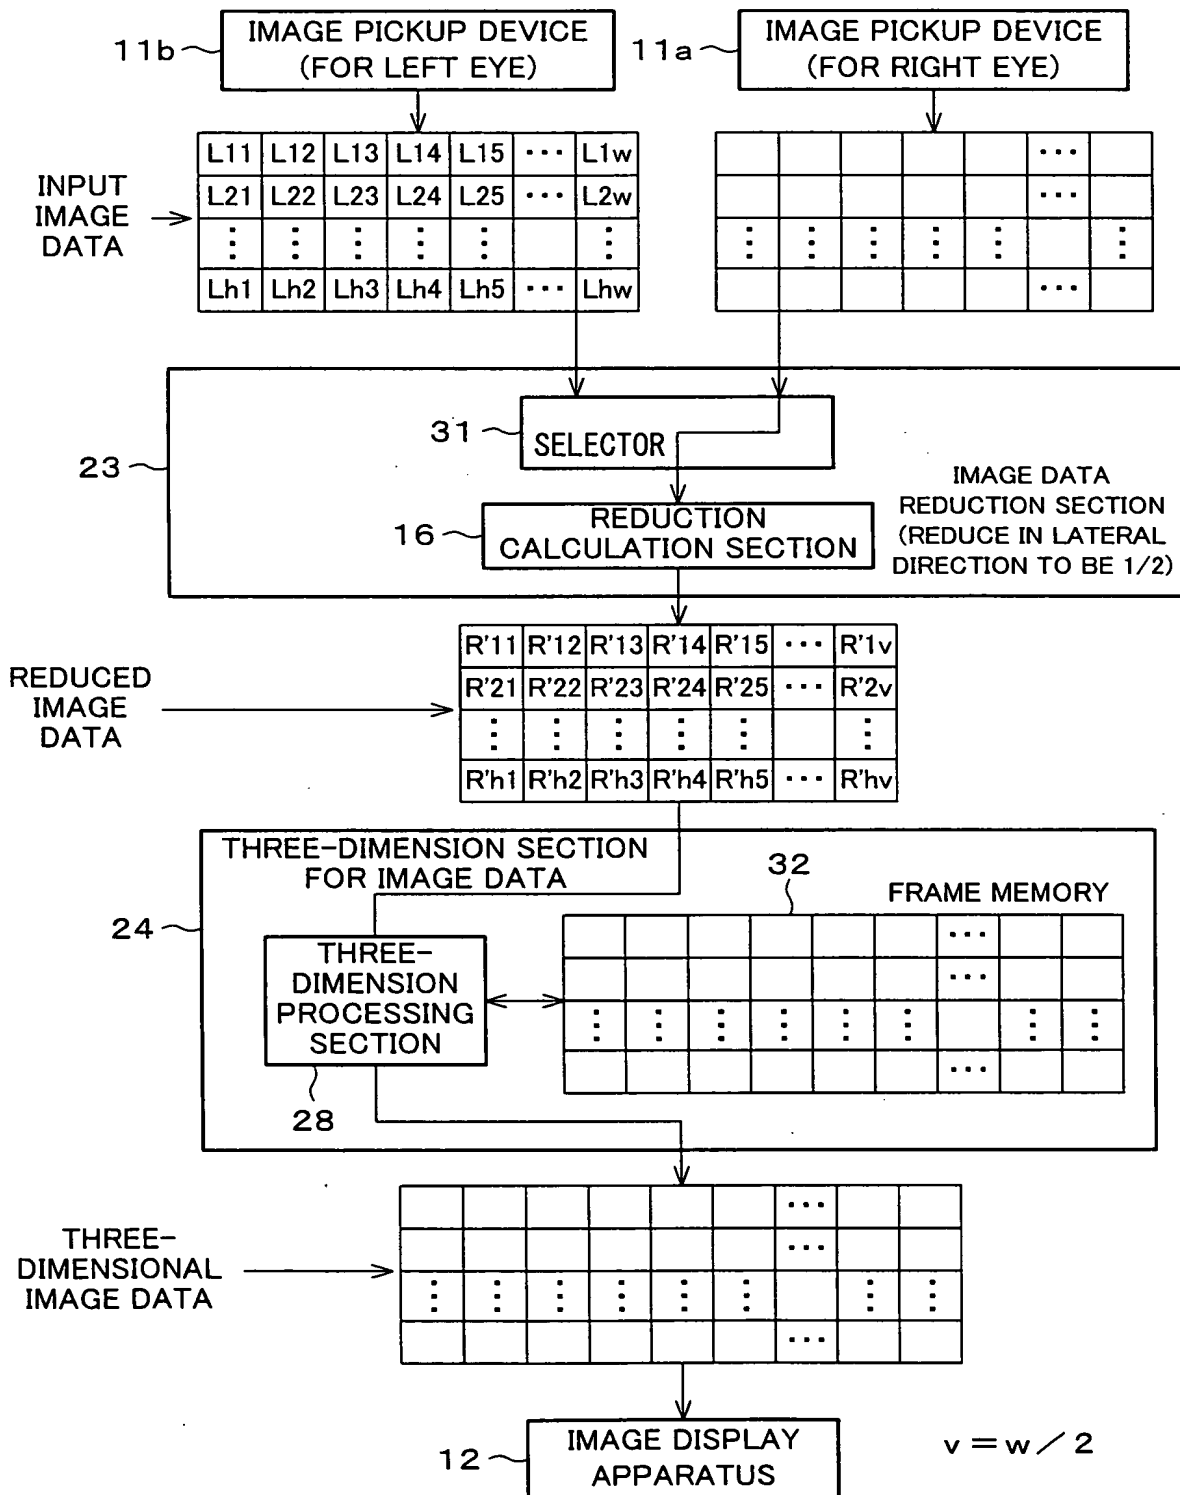 IMAGE PICKUP DEVICE
(FOR LEFT EYE)
11b
IMAGE PICKUP DEVICE
(FOR RIGHT EYE)
11a
INPUT
IMAGE
DATA
L11 L12 L13 L14 L15 ··· L1w
L21 L22 L23 L24 L25 ··· L2w
⋮ ⋮ ⋮ ⋮ ⋮ ⋮
Lh1 Lh2 Lh3 Lh4 Lh5 ··· Lhw
···
···
⋮ ⋮ ⋮ ⋮ ⋮ ⋮
···
23
31
SELECTOR
16
REDUCTION
CALCULATION SECTION
IMAGE DATA
REDUCTION SECTION
(REDUCE IN LATERAL
DIRECTION TO BE 1/2)
REDUCED
IMAGE
DATA
R'11 R'12 R'13 R'14 R'15 ··· R'1v
R'21 R'22 R'23 R'24 R'25 ··· R'2v
⋮ ⋮ ⋮ ⋮ ⋮ ⋮
R'h1 R'h2 R'h3 R'h4 R'h5 ··· R'hv
THREE-DIMENSION SECTION
FOR IMAGE DATA
24
32
FRAME MEMORY
THREE-
DIMENSION
PROCESSING
SECTION
28
···
···
⋮ ⋮ ⋮ ⋮ ⋮ ⋮ ⋮ ⋮
···
THREE-
DIMENSIONAL
IMAGE DATA
···
···
⋮ ⋮ ⋮ ⋮ ⋮ ⋮ ⋮ ⋮
···
12
IMAGE DISPLAY
APPARATUS
v = w / 2